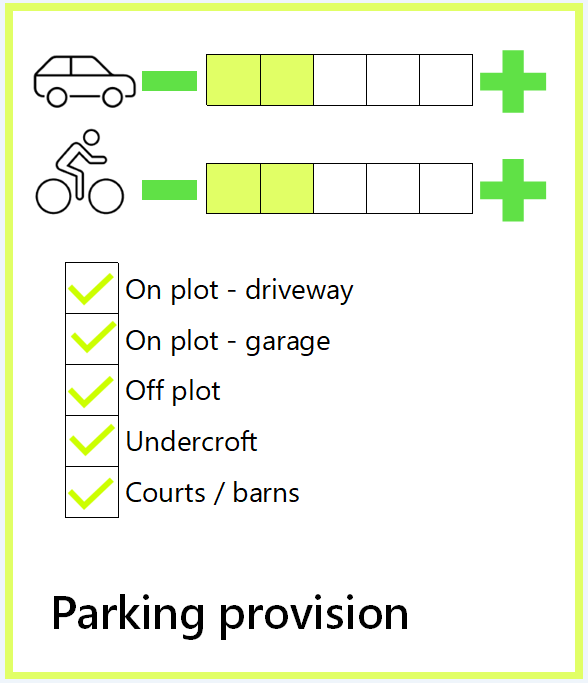 On plot - driveway
On plot - garage
Off plot
Undercroft
Courts / barns
Parking provision